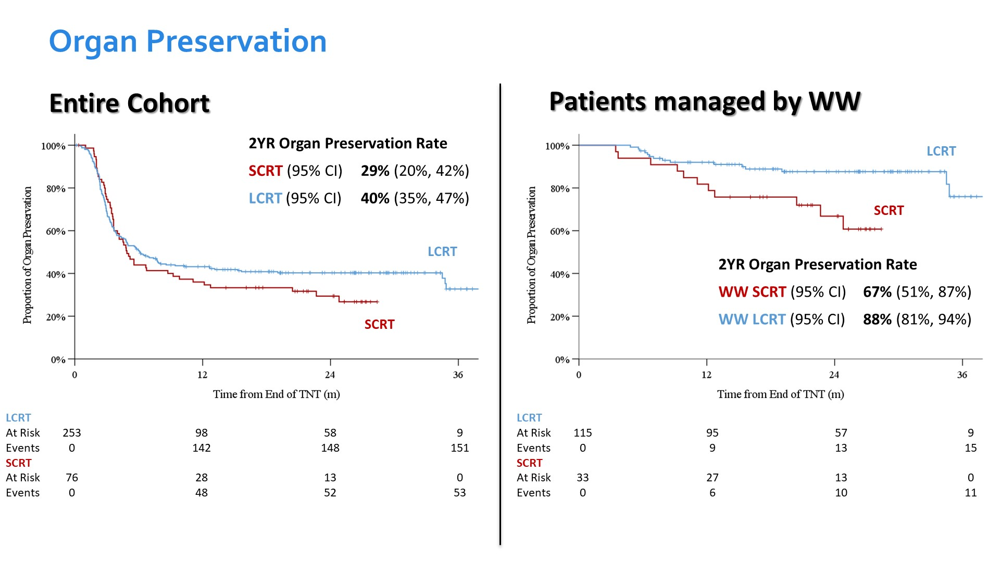 Organ Preservation
Entire Cohort
2YR Organ Preservation Rate
SCRT (95% CI) 29% (20%, 42%)
LCRT (95% CI) 40% (35%, 47%)
100%
80%
60%
40%
20%
0%
Proportion of Organ Preservation
LCRT
SCRT
0 12 24 36
Time from End of TNT (m)
LCRT
At Risk 253 98 58 9
Events 0 142 148 151
SCRT
At Risk 76 28 13 0
Events 0 48 52 53
Patients managed by WW
100%
80%
60%
40%
20%
0%
Proportion of Organ Preservation
LCRT
SCRT
2YR Organ Preservation Rate
WW SCRT (95% CI) 67% (51%, 87%)
WW LCRT (95% CI) 88% (81%, 94%)
0 12 24 36
Time from End of TNT (m)
LCRT
At Risk 115 95 57 9
Events 0 9 13 15
SCRT
At Risk 33 27 13 0
Events 0 6 10 11